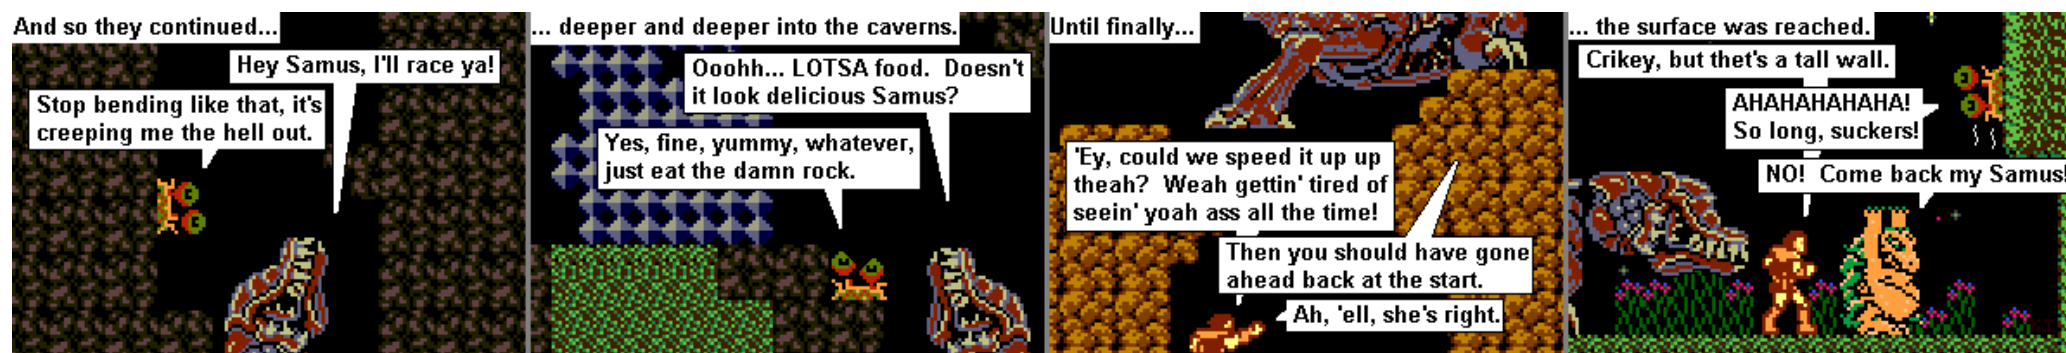 And so they continued...
Hey Samus, I'll race ya!
Stop bending like that, it's
creeping me the hell out.
... deeper and deeper into the caverns.
Ooohh... LOTSA food. Doesn't
it look delicious Samus?
Yes, fine, yummy, whatever,
just eat the damn rock.
Until finally...
'Ey, could we speed it up up
theah? Weah gettin' tired of
seein' yoah ass all the time!
Then you should have gone
ahead back at the start.
Ah, 'ell, she's right.
... the surface was reached.
Crikey, but thet's a tall wall.
AHAHAHAHAHA!
So long, suckers!
NO! Come back my Samus!